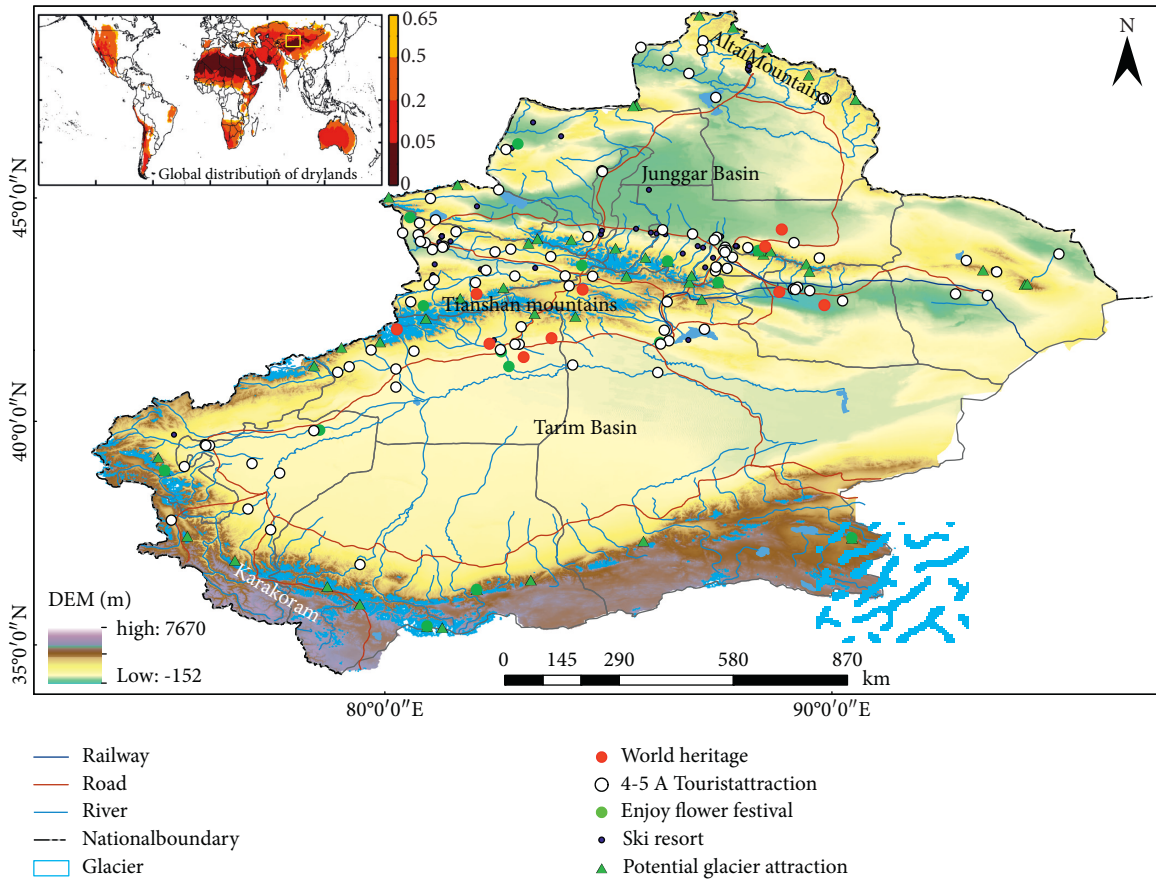 0.65
0.5
0.2
0.05
0
Global distribution of drylands
N
Altai Mountains
Junggar Basin
Tianshan mountains
Tarim Basin
Karakoram
45°0′0″N
40°0′0″N
35°0′0″N
DEM (m)
high: 7670
Low: -152
0 145 290 580 870
km
80°0′0″E 90°0′0″E
Railway
Road
River
Nationalboundary
Glacier
World heritage
4-5 A Touristattraction
Enjoy flower festival
Ski resort
Potential glacier attraction